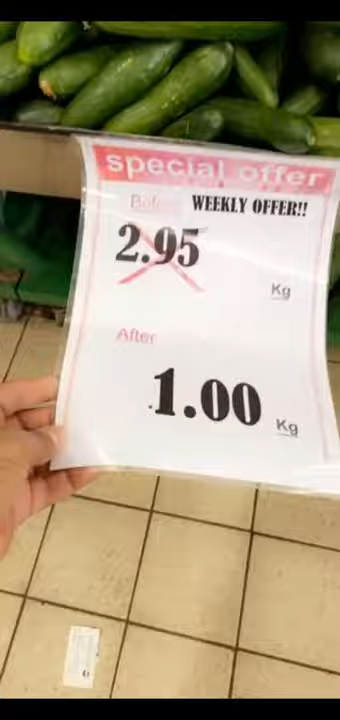 special offer
WEEKLY OFFER!!
2.95
Kg
After
1.00
Kg